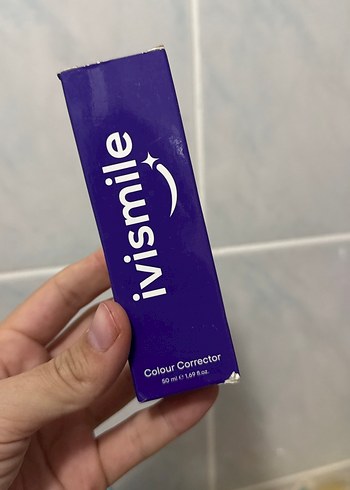 ivismile
Colour Corrector
50 ml ℮ 1.69 fl.oz.